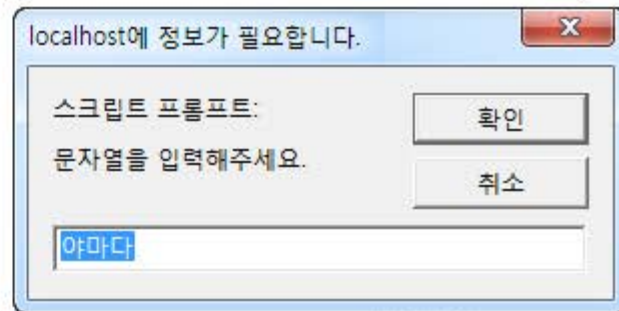 localhost에 정보가 필요합니다.
스크립트 프롬프트:
확인
문자열을 입력해주세요.
취소
야마다